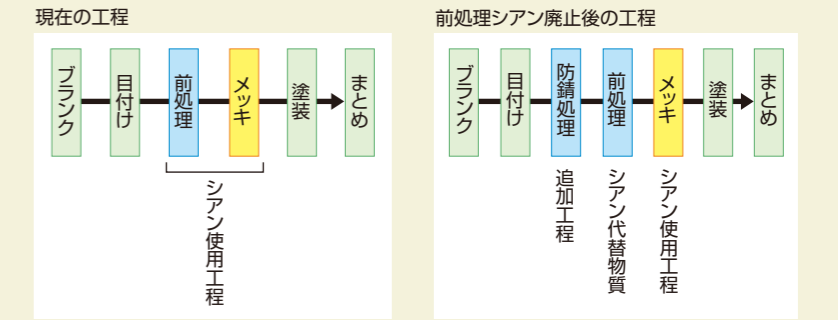 現在の工程
ブランク
目付け
前処理
メッキ
塗装
まとめ
シアン使用工程
前処理シアン廃止後の工程
ブランク
目付け
防錆処理
前処理
メッキ
塗装
まとめ
追加工程
シアン代替物質
シアン使用工程